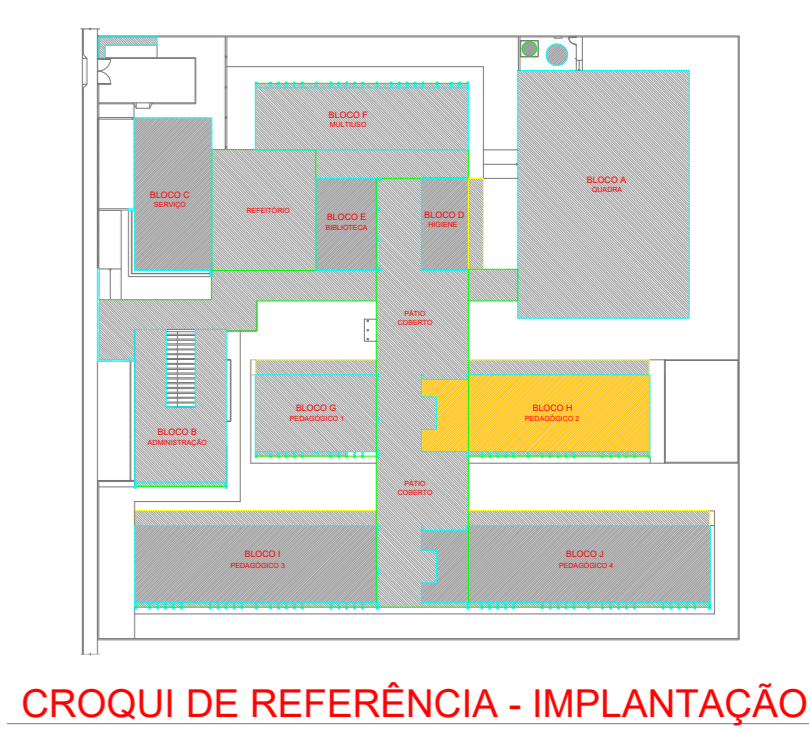 BLOCO F
MULTIUSO
BLOCO A
QUADRA
BLOCO C
SERVIÇO
REFEITÓRIO
BLOCO E
BIBLIOTECA
BLOCO D
HIGIENE
PÁTIO
COBERTO
BLOCO G
PEDAGÓGICO 1
BLOCO H
PEDAGÓGICO 2
BLOCO B
ADMINISTRAÇÃO
PÁTIO
COBERTO
BLOCO I
PEDAGÓGICO 3
BLOCO J
PEDAGÓGICO 4
CROQUI DE REFERÊNCIA - IMPLANTAÇÃO